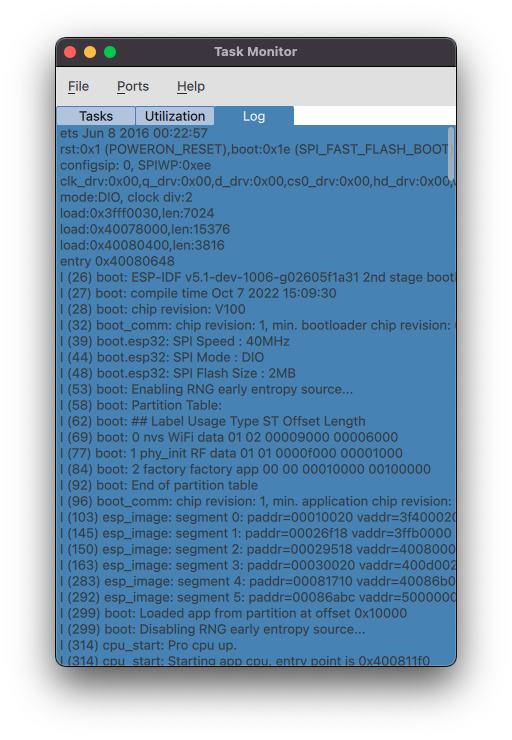 Task Monitor
File Ports Help
Tasks Utilization Log
ets Jun 8 2016 00:22:57
rst:0x1 (POWERON_RESET),boot:0x1e (SPI_FAST_FLASH_BOOT
configsip: 0, SPIWP:0xee
clk_drv:0x00,q_drv:0x00,d_drv:0x00,cs0_drv:0x00,hd_drv:0x00,
mode:DIO, clock div:2
load:0x3fff0030,len:7024
load:0x40078000,len:15376
load:0x40080400,len:3816
entry 0x40080648
I (26) boot: ESP-IDF v5.1-dev-1006-g02605f1a31 2nd stage boot
I (27) boot: compile time Oct 7 2022 15:09:30
I (28) boot: chip revision: V100
I (32) boot_comm: chip revision: 1, min. bootloader chip revision:
I (39) boot.esp32: SPI Speed : 40MHz
I (44) boot.esp32: SPI Mode : DIO
I (48) boot.esp32: SPI Flash Size : 2MB
I (53) boot: Enabling RNG early entropy source...
I (58) boot: Partition Table:
I (62) boot: ## Label Usage Type ST Offset Length
I (69) boot: 0 nvs WiFi data 01 02 00009000 00006000
I (77) boot: 1 phy_init RF data 01 01 0000f000 00001000
I (84) boot: 2 factory factory app 00 00 00010000 00100000
I (92) boot: End of partition table
I (96) boot_comm: chip revision: 1, min. application chip revision:
I (103) esp_image: segment 0: paddr=00010020 vaddr=3f400020
I (145) esp_image: segment 1: paddr=00026f18 vaddr=3ffb0000
I (150) esp_image: segment 2: paddr=00029518 vaddr=4008000
I (163) esp_image: segment 3: paddr=00030020 vaddr=400d002
I (283) esp_image: segment 4: paddr=00081710 vaddr=40086b0
I (292) esp_image: segment 5: paddr=00086abc vaddr=5000000
I (299) boot: Loaded app from partition at offset 0x10000
I (299) boot: Disabling RNG early entropy source...
I (314) cpu_start: Pro cpu up.
I (314) cpu_start: Starting app cpu, entry point is 0x400811f0